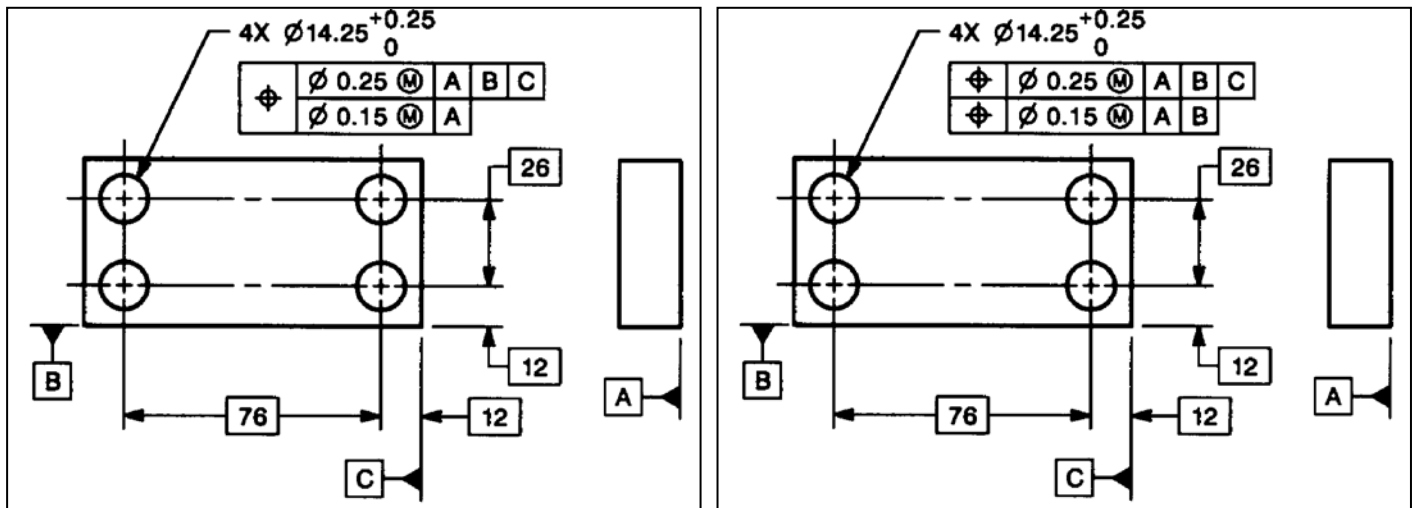 4X Ø14.25 +0.25
0
⌖ Ø 0.25 Ⓜ A B C
Ø 0.15 Ⓜ A
26
12
B
76
12
A
C
4X Ø14.25 +0.25
0
⌖ Ø 0.25 Ⓜ A B C
⌖ Ø 0.15 Ⓜ A B
26
12
B
76
12
A
C